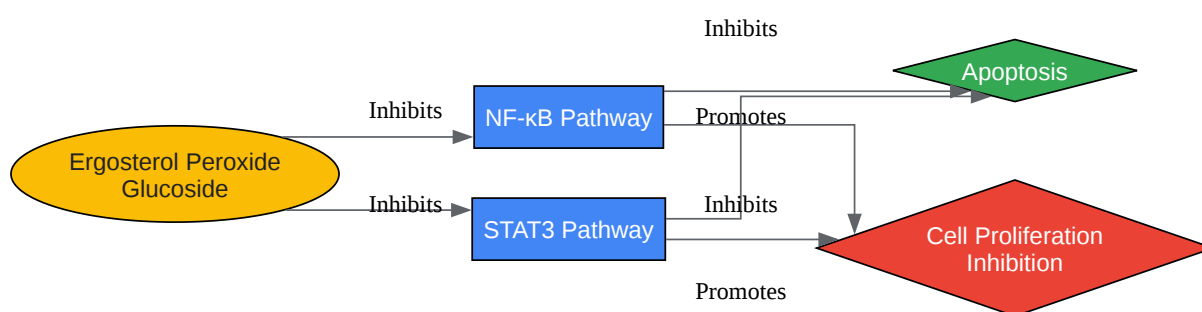 Inhibits
Apoptosis
Inhibits
NF-κB Pathway
Promotes
Ergosterol Peroxide
Glucoside
Inhibits
STAT3 Pathway
Inhibits
Cell Proliferation
Inhibition
Promotes